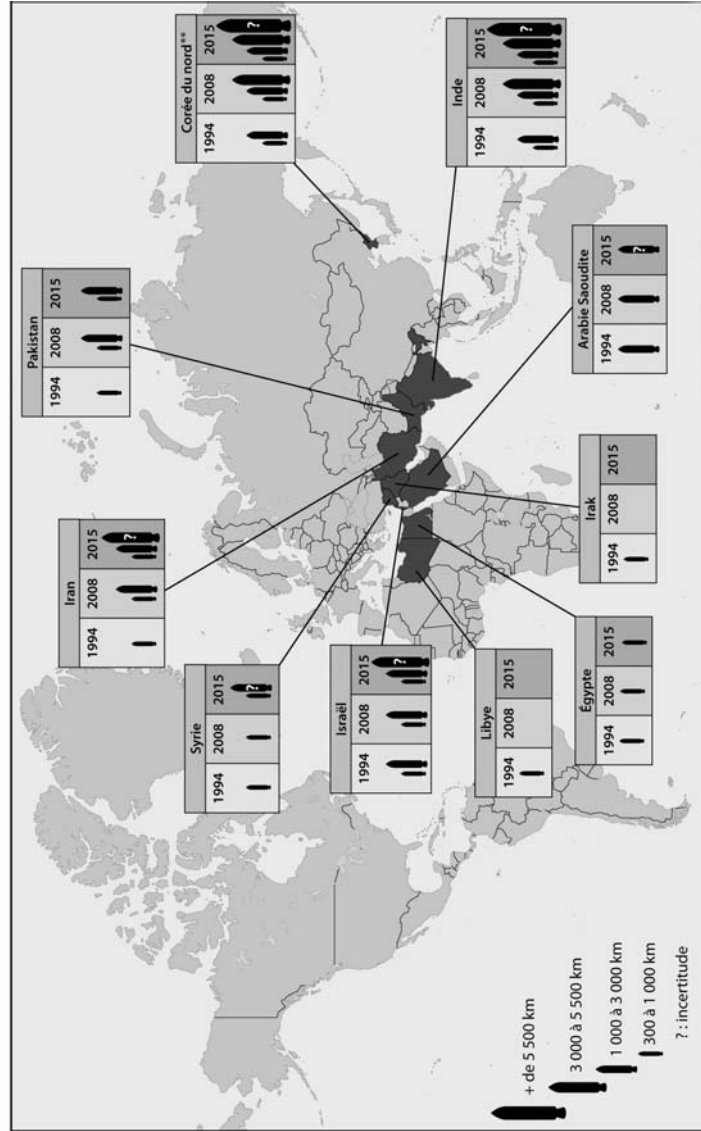 Corée du nord**
1994 2008 2015
?
Pakistan
1994 2008 2015
Iran
1994 2008 2015
?
Inde
1994 2008 2015
?
Syrie
1994 2008 2015
?
Israël
1994 2008 2015
?
Arabie Saoudite
1994 2008 2015
?
Libye
1994 2008 2015
Irak
1994 2008 2015
Égypte
1994 2008 2015
+ de 5 500 km
3 000 à 5 500 km
1 000 à 3 000 km
300 à 1 000 km
? : incertitude